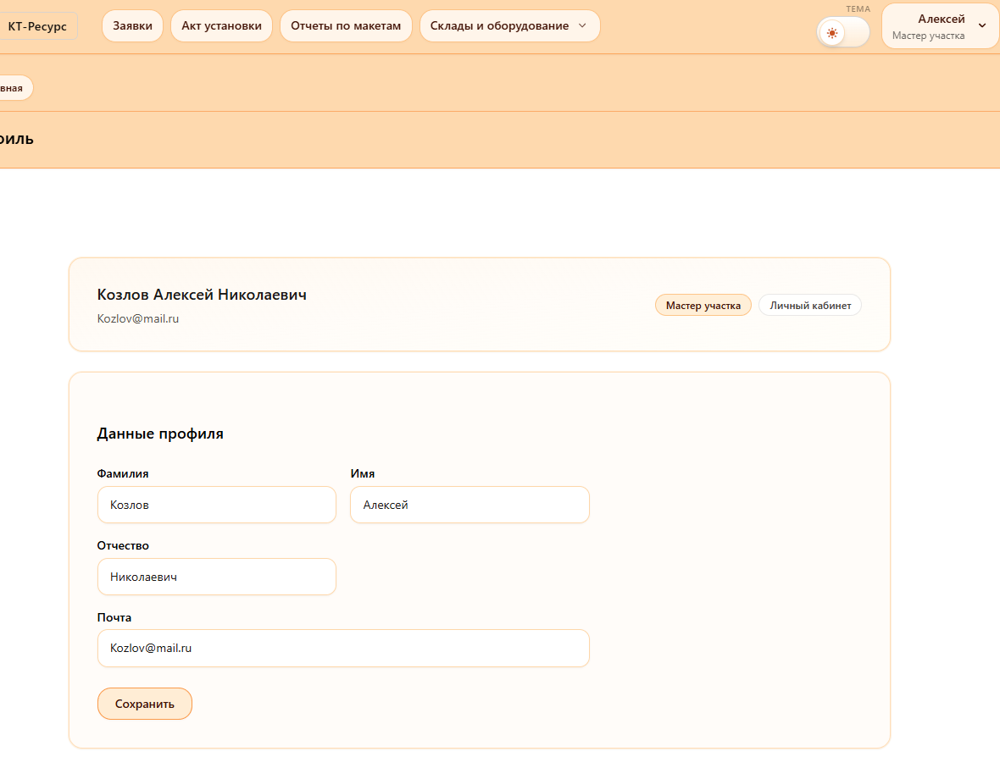 КТ-Ресурс Заявки Акт установки Отчеты по макетам Склады и оборудование ТЕМА Алексей
Мастер участка
вная
риль
Козлов Алексей Николаевич
Kozlov@mail.ru
Мастер участка Личный кабинет
Данные профиля
Фамилия Имя
Козлов Алексей
Отчество
Николаевич
Почта
Kozlov@mail.ru
Сохранить